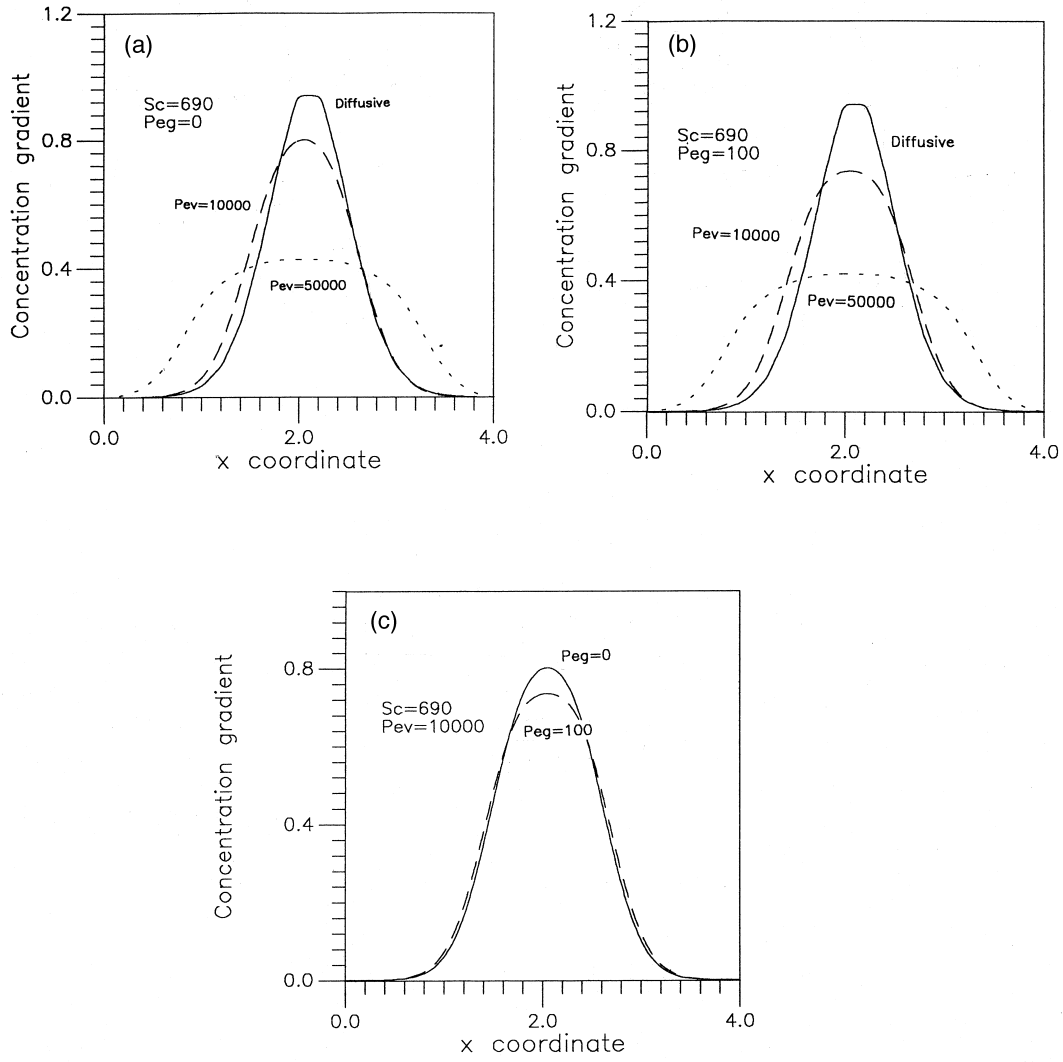 (a)
1.2
Sc=690
Peg=0
Diffusive
0.8
Pev=10000
0.4
Pev=50000
0.0
0.0 2.0 4.0
x coordinate
Concentration gradient
(b)
1.2
Sc=690
Peg=100
Diffusive
0.8
Pev=10000
0.4
Pev=50000
0.0
0.0 2.0 4.0
x coordinate
Concentration gradient
(c)
Peg=0
0.8
Sc=690
Pev=10000
Peg=100
0.4
0.0
0.0 2.0 4.0
x coordinate
Concentration gradient